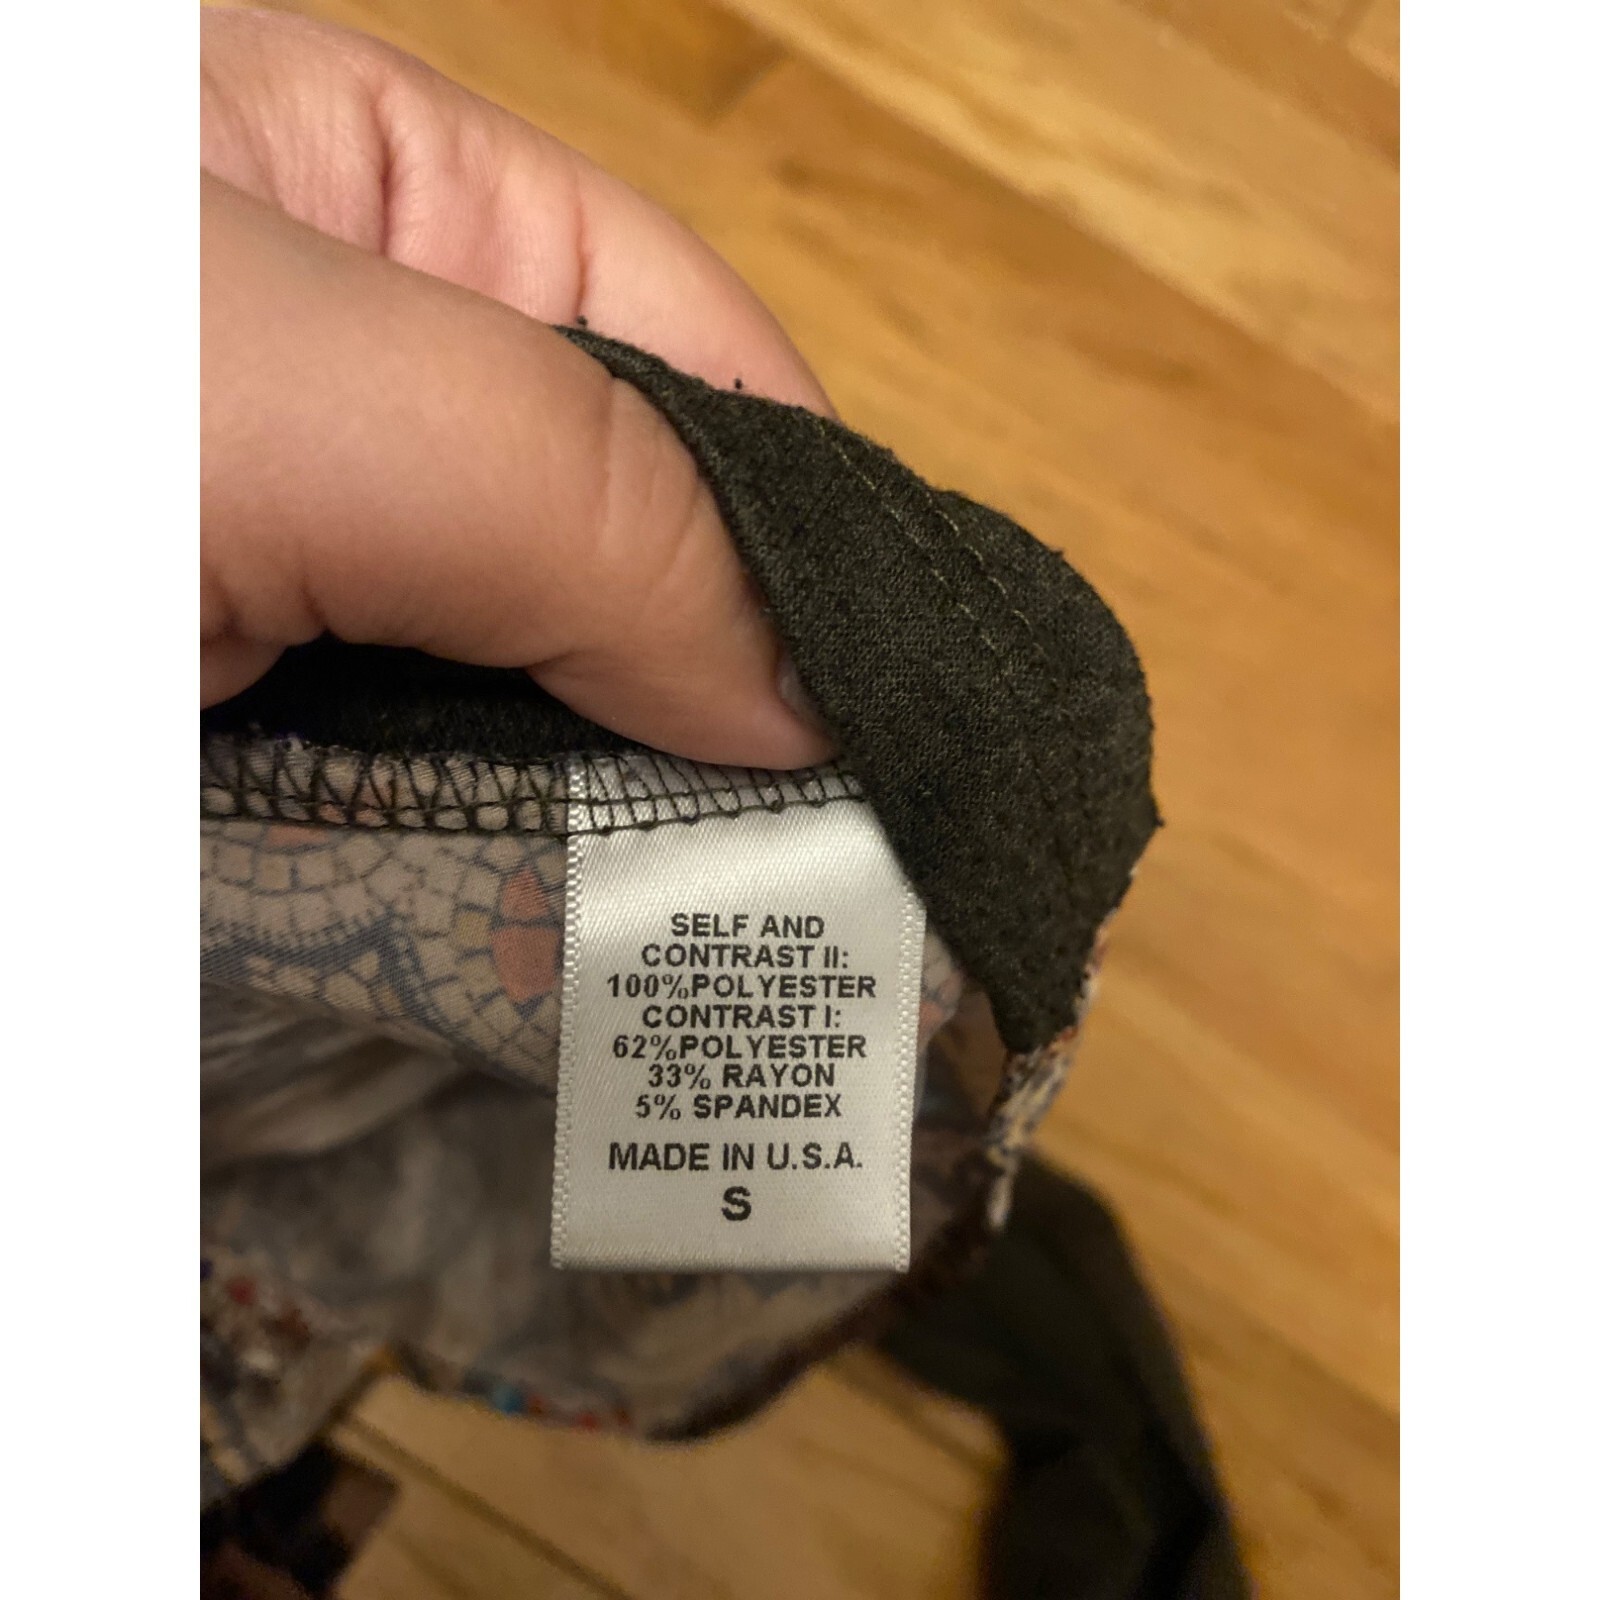 SELF AND
CONTRAST II:
100%POLYESTER
CONTRAST I:
62%POLYESTER
33% RAYON
5% SPANDEX
MADE IN U.S.A.
S